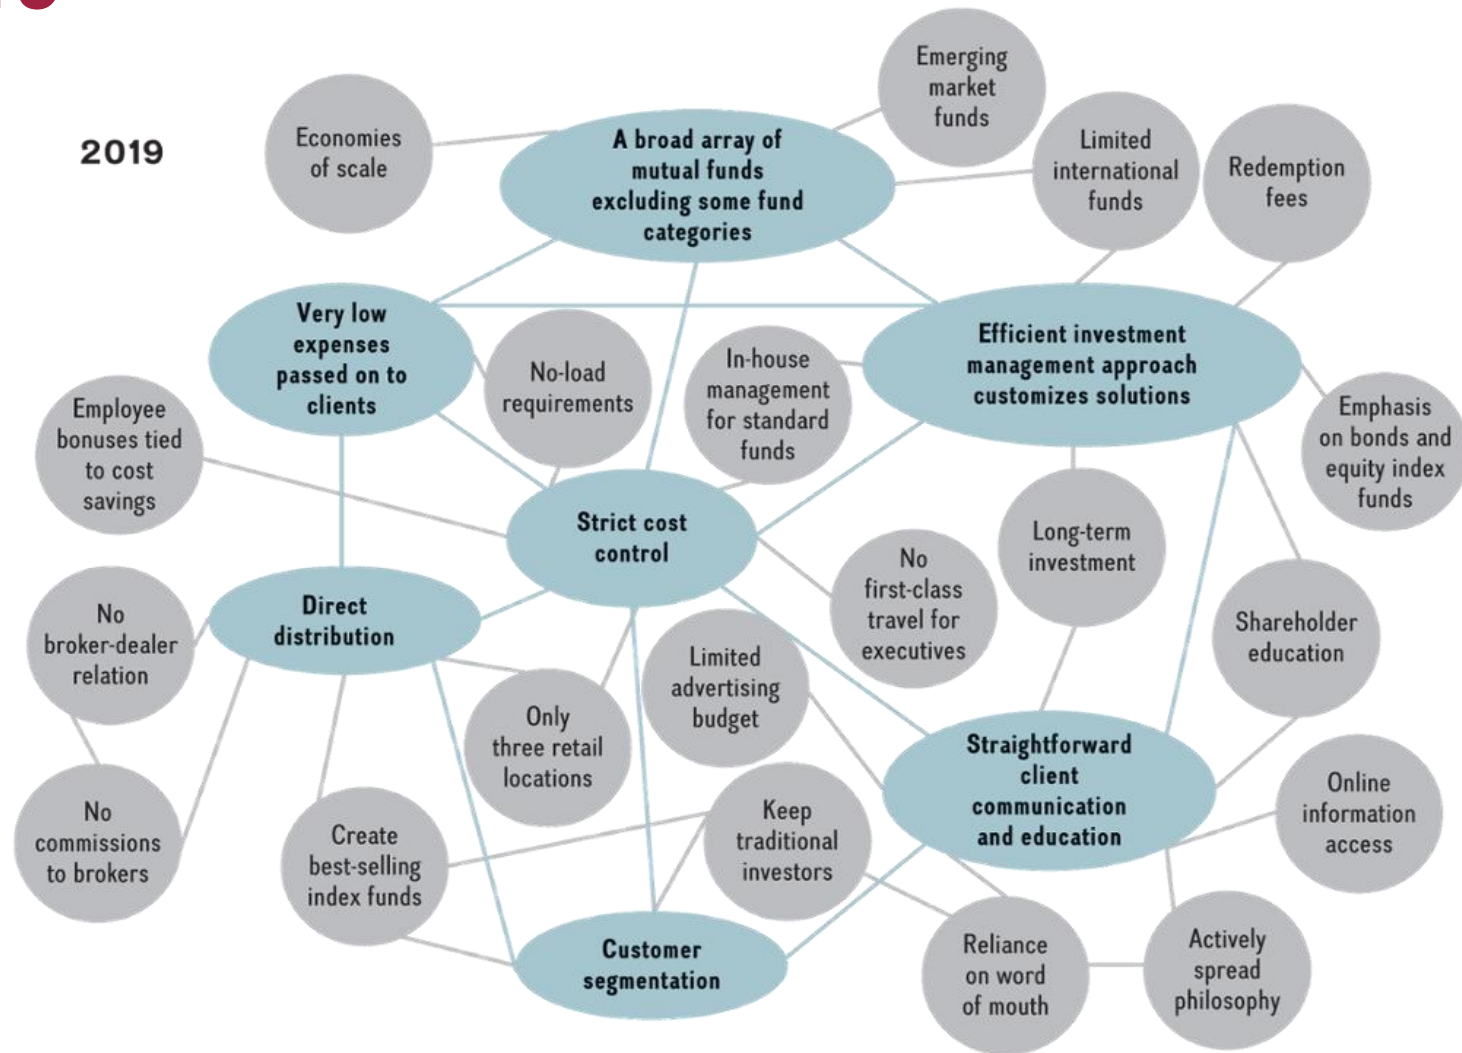 2019
Economies
of scale
A broad array of
mutual funds
excluding some fund
categories
Emerging
market
funds
Limited
international
funds
Redemption
fees
Very low
expenses
passed on to
clients
No-load
requirements
In-house
management
for standard
funds
Efficient investment
management approach
customizes solutions
Emphasis
on bonds and
equity index
funds
Employee
bonuses tied
to cost
savings
Strict cost
control
Long-term
investment
No
first-class
travel for
executives
Shareholder
education
No
broker-dealer
relation
Direct
distribution
Limited
advertising
budget
Only
three retail
locations
Straightforward
client
communication
and education
Online
information
access
No
commissions
to brokers
Create
best-selling
index funds
Keep
traditional
investors
Customer
segmentation
Reliance
on word
of mouth
Actively
spread
philosophy